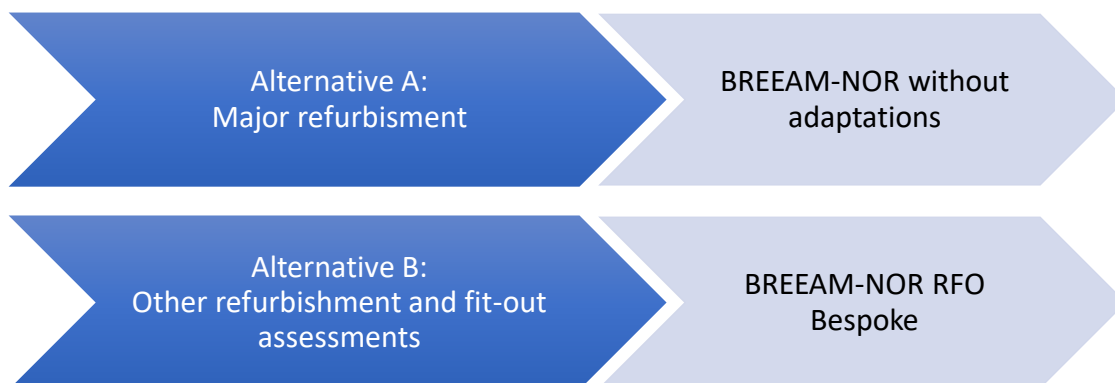 Alternative A:
Major refurbisment
BREEAM-NOR without
adaptations
Alternative B:
Other refurbishment and fit-out
assessments
BREEAM-NOR RFO
Bespoke